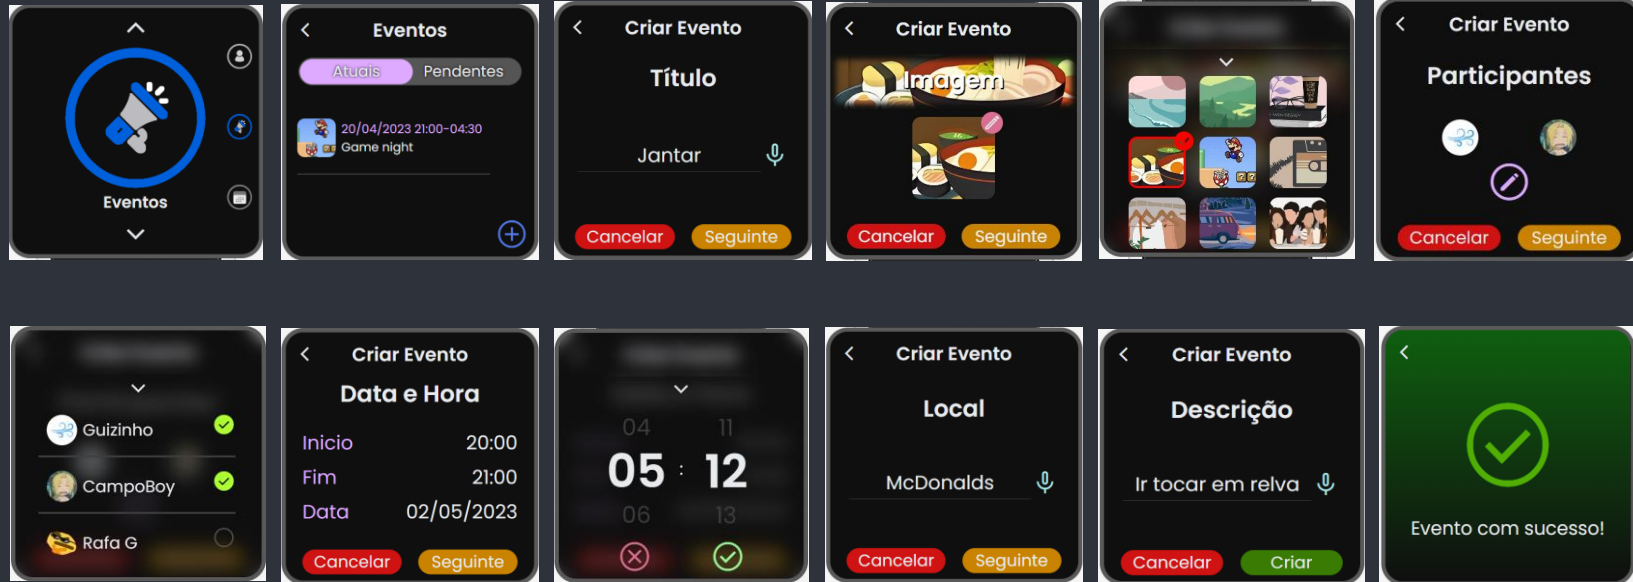 Eventos
Eventos
Atuais Pendentes
20/04/2023 21:00-04:30
Game night
Criar Evento
Título
Jantar
Cancelar Seguinte
Criar Evento
Imagem
Cancelar Seguinte
Criar Evento
Participantes
Cancelar Seguinte
Guizinho
CampoBoy
Rafa G
Criar Evento
Data e Hora
Inicio 20:00
Fim 21:00
Data 02/05/2023
Cancelar Seguinte
04 11
05 : 12
06 13
Criar Evento
Local
McDonalds
Cancelar Seguinte
Criar Evento
Descrição
Ir tocar em relva
Cancelar Criar
Evento com sucesso!